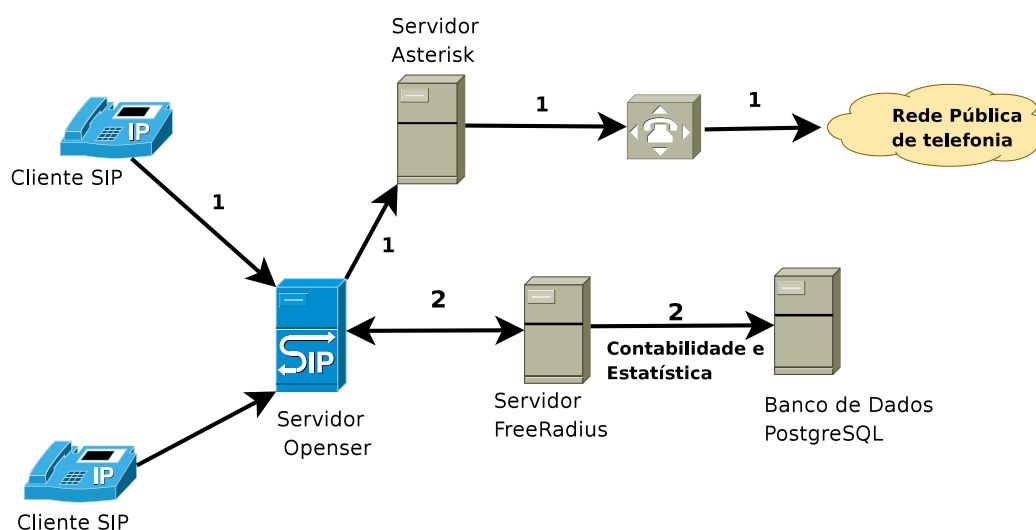 Servidor
Asterisk
IP
Cliente SIP
1
1
1
Rede Pública
de telefonia
1
SIP
Servidor
Openser
2
Servidor
FreeRadius
2
Contabilidade e
Estatística
Banco de Dados
PostgreSQL
IP
Cliente SIP